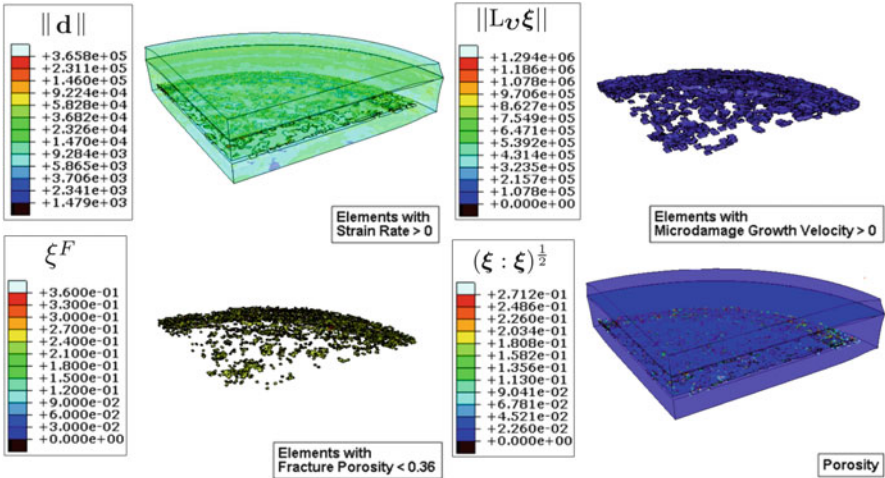 ‖ d ‖
+3.658e+05
+2.311e+05
+1.460e+05
+9.224e+04
+5.828e+04
+3.682e+04
+2.326e+04
+1.470e+04
+9.284e+03
+5.865e+03
+3.706e+03
+2.341e+03
+1.479e+03
Elements with
Strain Rate > 0
||Lυξ||
+1.294e+06
+1.186e+06
+1.078e+06
+9.706e+05
+8.627e+05
+7.549e+05
+6.471e+05
+5.392e+05
+4.314e+05
+3.235e+05
+2.157e+05
+1.078e+05
+0.000e+00
Elements with
Microdamage Growth Velocity > 0
ξ^F
+3.600e-01
+3.300e-01
+3.000e-01
+2.700e-01
+2.400e-01
+2.100e-01
+1.800e-01
+1.500e-01
+1.200e-01
+9.000e-02
+6.000e-02
+3.000e-02
+0.000e+00
Elements with
Fracture Porosity < 0.36
(ξ : ξ)^½
+2.712e-01
+2.486e-01
+2.260e-01
+2.034e-01
+1.808e-01
+1.582e-01
+1.356e-01
+1.130e-01
+9.041e-02
+6.781e-02
+4.521e-02
+2.260e-02
+0.000e+00
Porosity